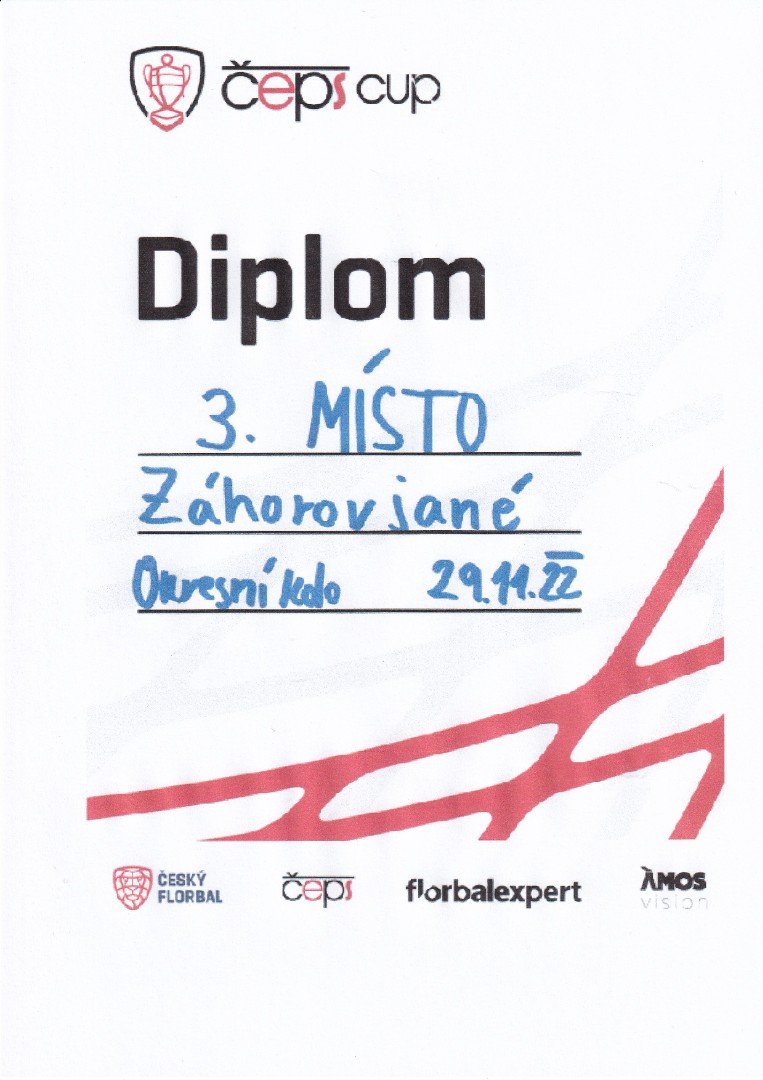 čeps cup
Diplom
3. MÍSTO
Záhorovjané
Okresní kolo 29.11.22
ČESKÝ FLORBAL
čeps
florbalexpert
AMOS vision